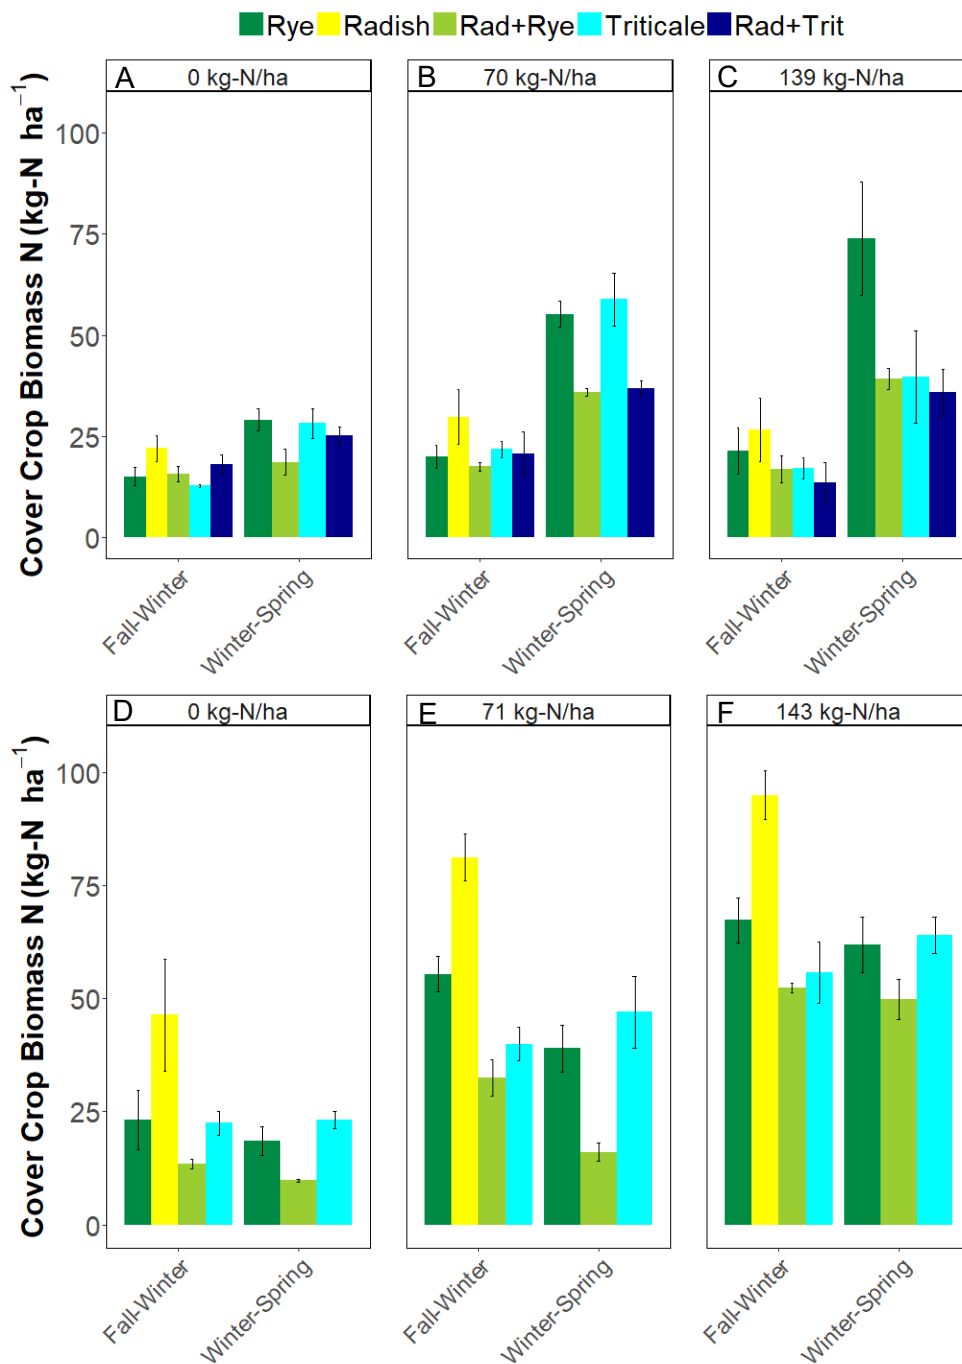 Rye Radish Rad+Rye Triticale Rad+Trit
A 0 kg-N/ha B 70 kg-N/ha C 139 kg-N/ha
Cover Crop Biomass N (kg-N ha⁻¹)
100
75
50
25
0
Fall-Winter Winter-Spring Fall-Winter Winter-Spring Fall-Winter Winter-Spring
D 0 kg-N/ha E 71 kg-N/ha F 143 kg-N/ha
Cover Crop Biomass N (kg-N ha⁻¹)
100
75
50
25
0
Fall-Winter Winter-Spring Fall-Winter Winter-Spring Fall-Winter Winter-Spring